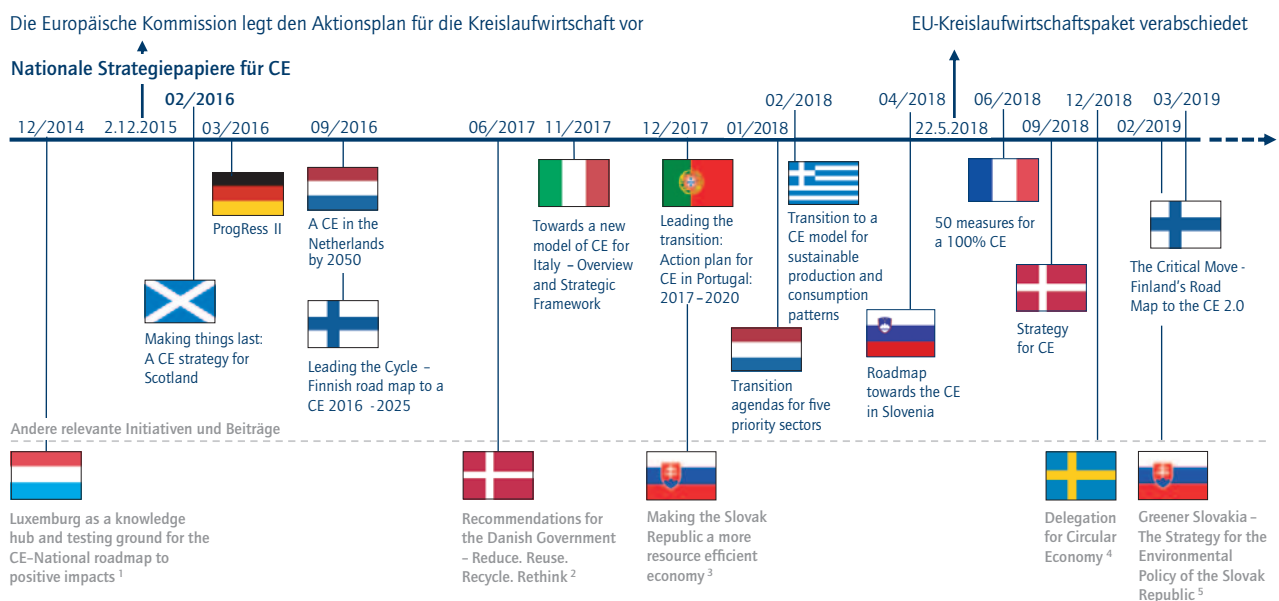 Die Europäische Kommission legt den Aktionsplan für die Kreislaufwirtschaft vor
EU-Kreislaufwirtschaftspaket verabschiedet
Nationale Strategiepapiere für CE
02/2016
02/2018
04/2018
06/2018
12/2018
03/2019
12/2014
2.12.2015
03/2016
09/2016
06/2017
11/2017
12/2017
01/2018
22.5.2018
09/2018
02/2019
ProgRess II
Making things last:
A CE strategy for
Scotland
A CE in the
Netherlands
by 2050
Leading the Cycle –
Finnish road map to a
CE 2016 -2025
Towards a new
model of CE for
Italy – Overview
and Strategic
Framework
Leading the
transition:
Action plan for
CE in Portugal:
2017–2020
Transition to a
CE model for
sustainable
production and
consumption
patterns
Transition
agendas for five
priority sectors
Roadmap
towards the CE
in Slovenia
50 measures for
a 100% CE
Strategy
for CE
The Critical Move -
Finland's Road
Map to the CE 2.0
Andere relevante Initiativen und Beiträge
Luxemburg as a knowledge
hub and testing ground for the
CE–National roadmap to
positive impacts 1
Recommendations for
the Danish Government
– Reduce. Reuse.
Recycle. Rethink 2
Making the Slovak
Republic a more
resource efficient
economy 3
Delegation
for Circular
Economy 4
Greener Slovakia –
The Strategy for the
Environmental
Policy of the Slovak
Republic 5